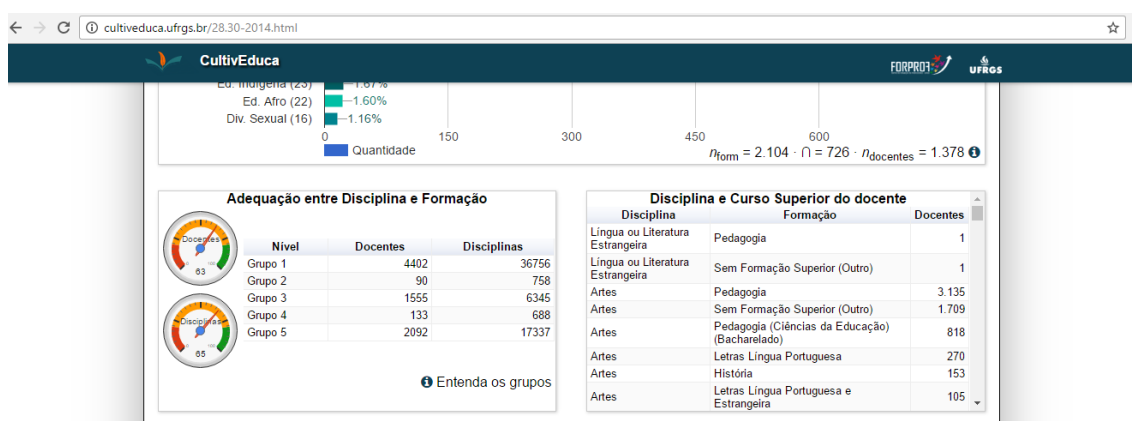 cultiveduca.ufrgs.br/28.30-2014.html
CultivEduca
FORPROF
UFRGS
Ed. Indígena (23) 1.67%
Ed. Afro (22) 1.60%
Div. Sexual (16) 1.16%
0 150 300 450 600
Quantidade
nform = 2.104 · ∩ = 726 · ndocentes = 1.378
Adequação entre Disciplina e Formação
Docentes
0 100
63
Disciplinas
0 100
65
Nível Docentes Disciplinas
Grupo 1 4402 36756
Grupo 2 90 758
Grupo 3 1555 6345
Grupo 4 133 688
Grupo 5 2092 17337
Entenda os grupos
Disciplina e Curso Superior do docente
Disciplina Formação Docentes
Língua ou Literatura
Estrangeira
Pedagogia 1
Língua ou Literatura
Estrangeira
Sem Formação Superior (Outro) 1
Artes Pedagogia 3.135
Artes Sem Formação Superior (Outro) 1.709
Artes Pedagogia (Ciências da Educação)
(Bacharelado) 818
Artes Letras Língua Portuguesa 270
Artes História 153
Artes Letras Língua Portuguesa e
Estrangeira 105